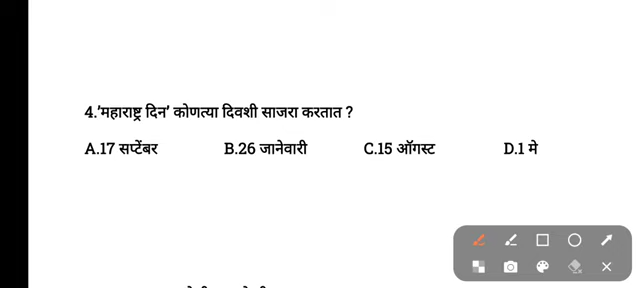 4.'महाराष्ट्र दिन' कोणत्या दिवशी साजरा करतात ?
A.17 सप्टेंबर B.26 जानेवारी C.15 ऑगस्ट D.1 मे